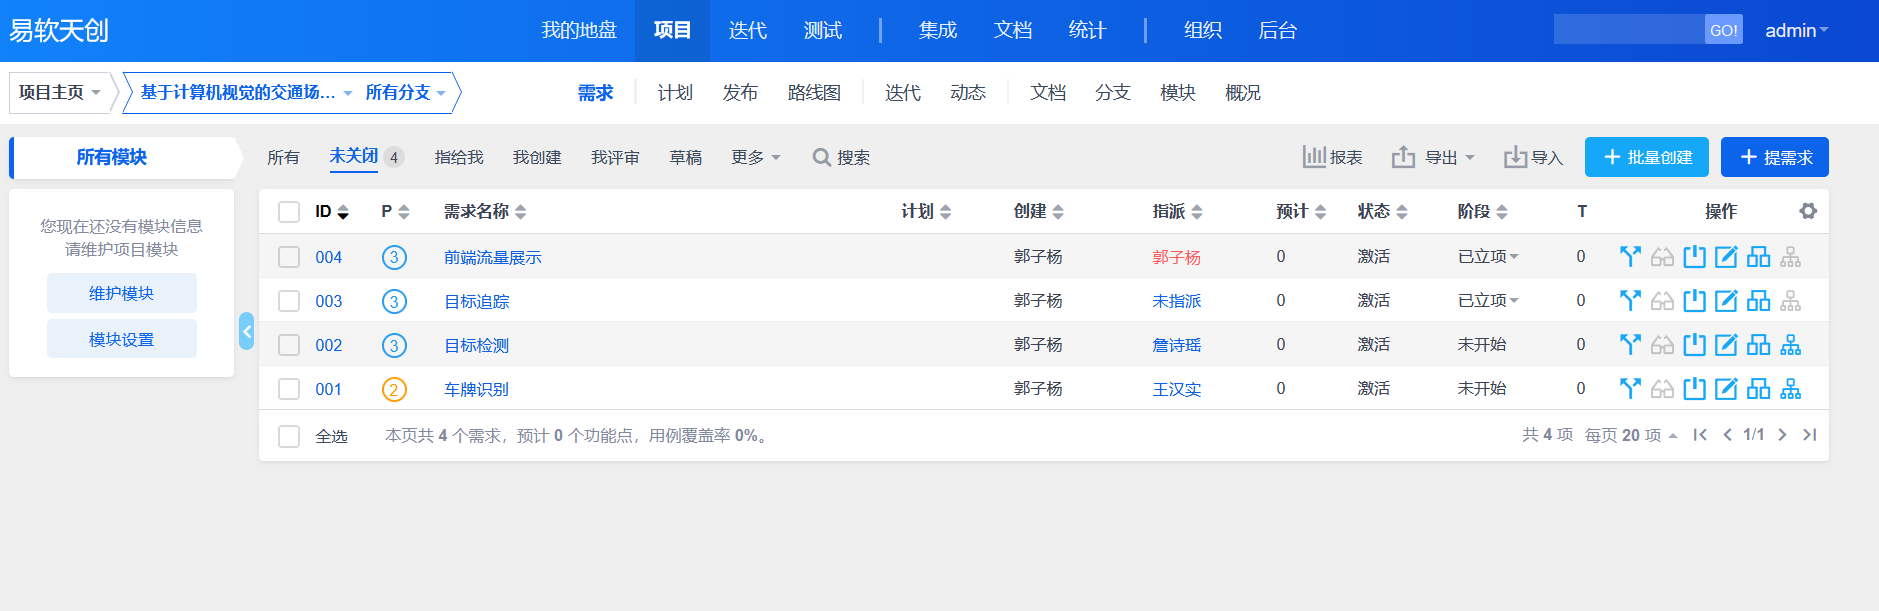 易软天创 我的地盘 项目 迭代 测试 集成 文档 统计 组织 后台 GO! admin
项目主页 基于计算机视觉的交通场... 所有分支 需求 计划 发布 路线图 迭代 动态 文档 分支 模块 概况
所有模块 所有 未关闭 4 指给我 我创建 我评审 草稿 更多 搜索 报表 导出 导入 批量创建 提需求
您现在还没有模块信息
请维护项目模块
维护模块
模块设置
ID P 需求名称 计划 创建 指派 预计 状态 阶段 T 操作
004 3 前端流量展示 郭子杨 郭子杨 0 激活 已立项 0
003 3 目标追踪 郭子杨 未指派 0 激活 已立项 0
002 3 目标检测 郭子杨 詹诗瑶 0 激活 未开始 0
001 2 车牌识别 郭子杨 王汉实 0 激活 未开始 0
全选 本页共 4 个需求，预计 0 个功能点，用例覆盖率 0%。 共 4 项 每页 20 项 1/1